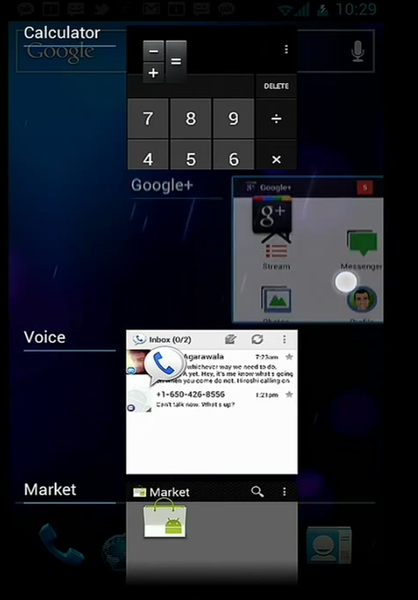 10:29
Calculator
Google
DELETE
7 8 9 ÷
4 5 6 ×
− =
+
Google+
Google+ 5
g+
Stream Messenger
Voice
Inbox (0/2)
Agarawala 7:23am
whichever way we need to do,
yet. Hey, it's me know what's going
when you come do not. Hiroshi calling on
+1-650-426-8556 1:21pm
Can't talk now. What's up?
Market
Market